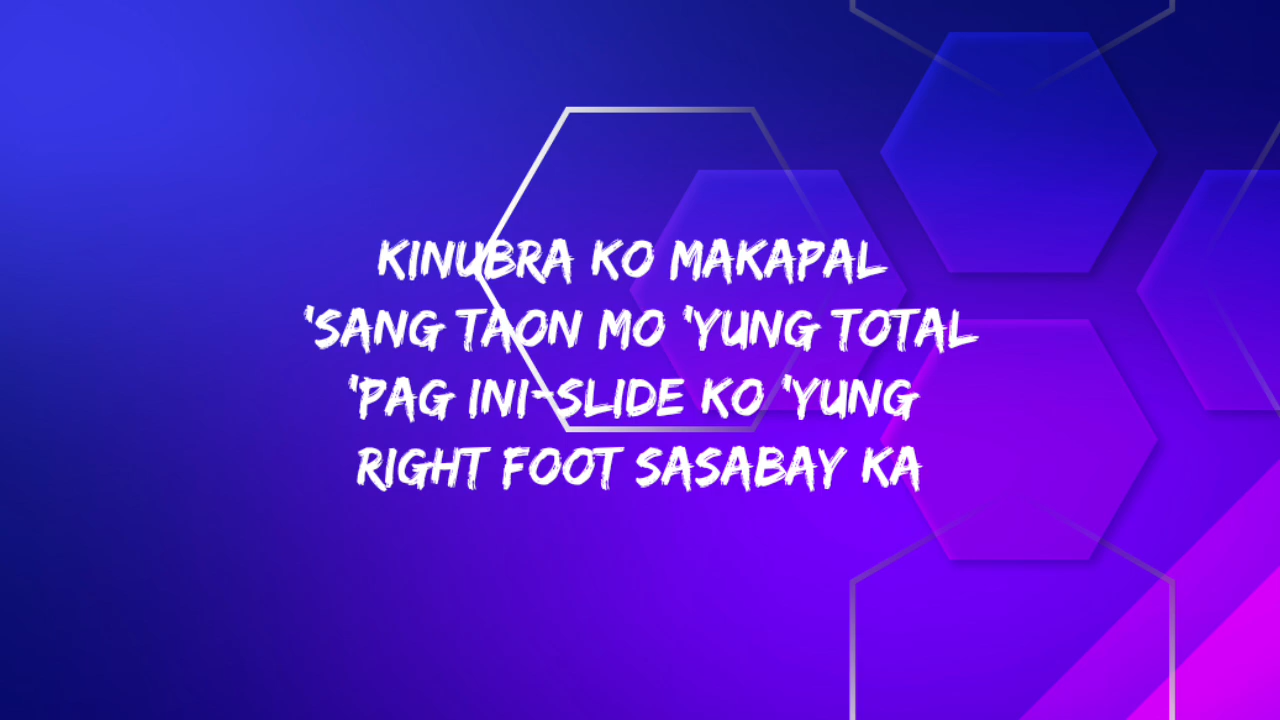 KINUBRA KO MAKAPAL
'SANG TAON MO 'YUNG TOTAL
'PAG INI-SLIDE KO 'YUNG
RIGHT FOOT SASABAY KA